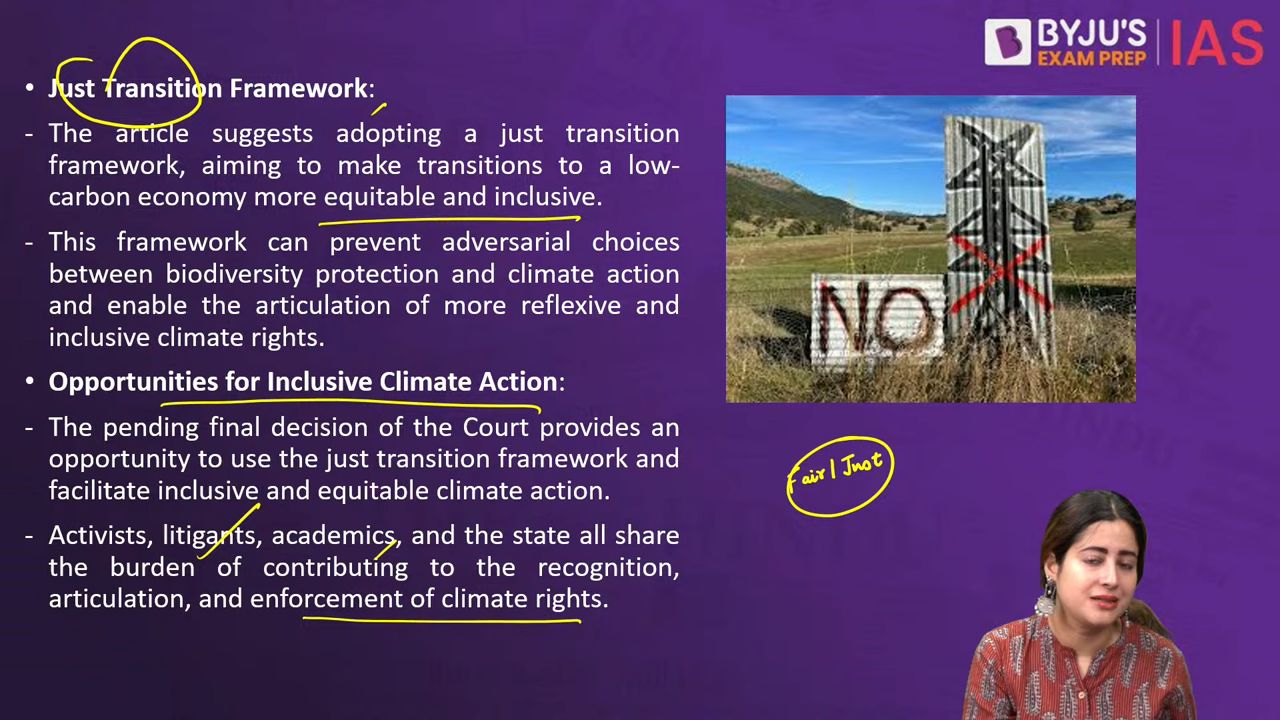 BYJU'S
EXAM PREP
IAS
• Just Transition Framework:
- The article suggests adopting a just transition
framework, aiming to make transitions to a low-
carbon economy more equitable and inclusive.
- This framework can prevent adversarial choices
between biodiversity protection and climate action
and enable the articulation of more reflexive and
inclusive climate rights.
• Opportunities for Inclusive Climate Action:
- The pending final decision of the Court provides an
opportunity to use the just transition framework and
facilitate inclusive and equitable climate action.
- Activists, litigants, academics, and the state all share
the burden of contributing to the recognition,
articulation, and enforcement of climate rights.
NO
Fair | Just